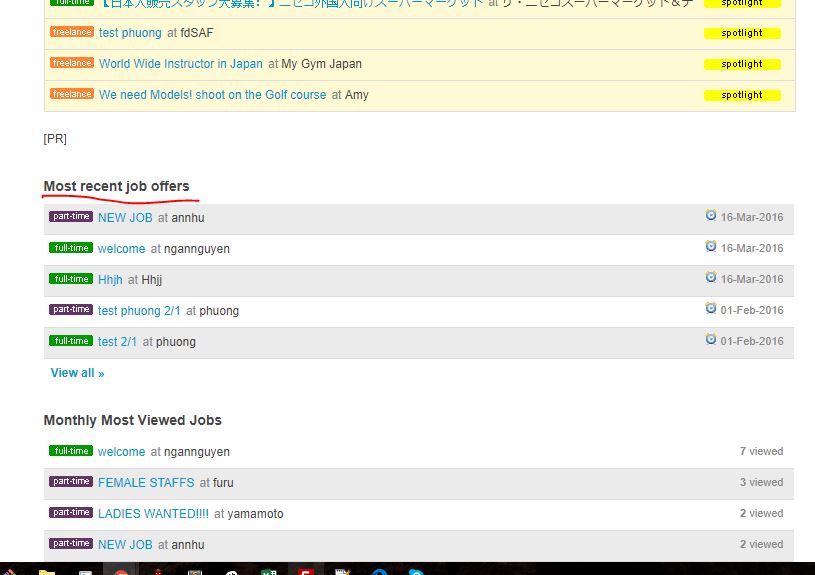 full-time 【日本人販売スタッフ大募集！】ニセコ外国人向けスーパーマーケット at ザ・ニセコスーパーマーケット＆デ spotlight
freelance test phuong at fdSAF spotlight
freelance World Wide Instructor in Japan at My Gym Japan spotlight
freelance We need Models! shoot on the Golf course at Amy spotlight
[PR]
Most recent job offers
part-time NEW JOB at annhu 16-Mar-2016
full-time welcome at ngannguyen 16-Mar-2016
full-time Hhjh at Hhjj 16-Mar-2016
part-time test phuong 2/1 at phuong 01-Feb-2016
full-time test 2/1 at phuong 01-Feb-2016
View all »
Monthly Most Viewed Jobs
full-time welcome at ngannguyen 7 viewed
part-time FEMALE STAFFS at furu 3 viewed
part-time LADIES WANTED!!!! at yamamoto 2 viewed
part-time NEW JOB at annhu 2 viewed